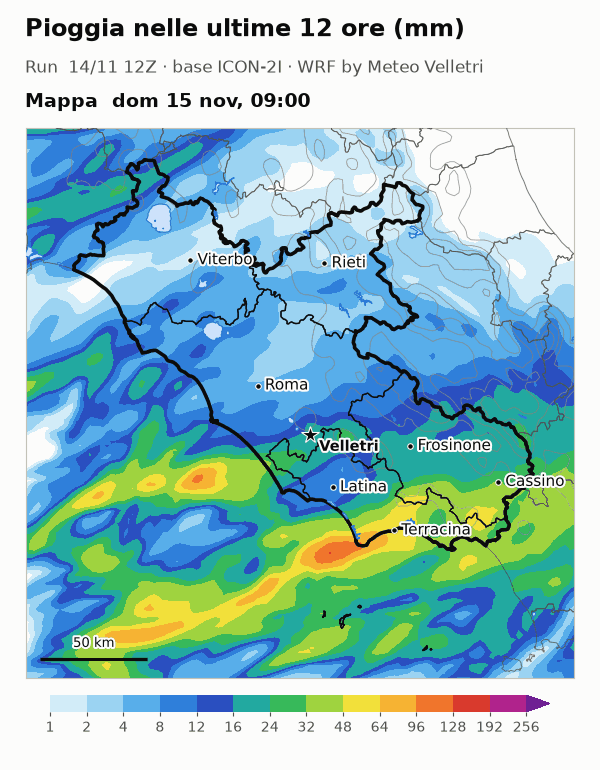 Pioggia nelle ultime 12 ore (mm)
Run 14/11 12Z · base ICON-2I · WRF by Meteo Velletri
Mappa dom 15 nov, 09:00
Viterbo
Rieti
Roma
Velletri
Frosinone
Cassino
Latina
Terracina
50 km
1 2 4 8 12 16 24 32 48 64 96 128 192 256